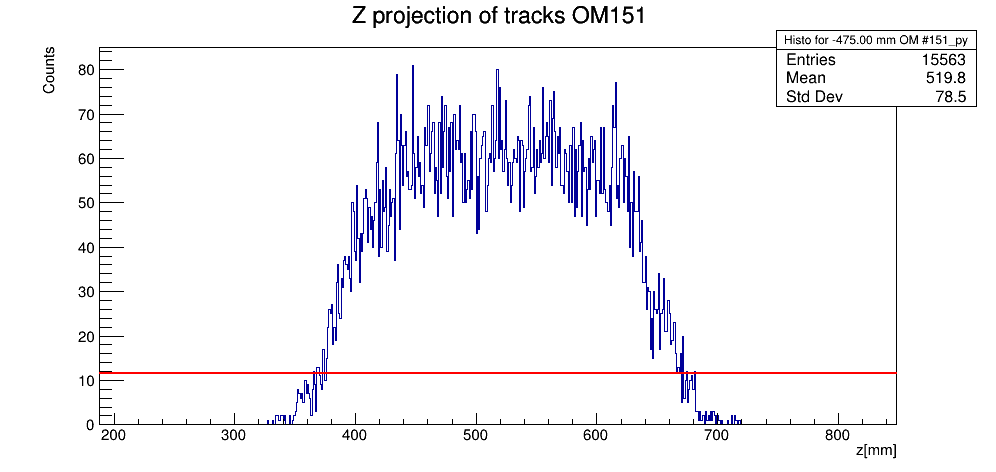 Z projection of tracks OM151
Histo for -475.00 mm OM #151_py
Entries 15563
Mean 519.8
Std Dev 78.5
Counts
80
70
60
50
40
30
20
10
0
200 300 400 500 600 700 800
z[mm]